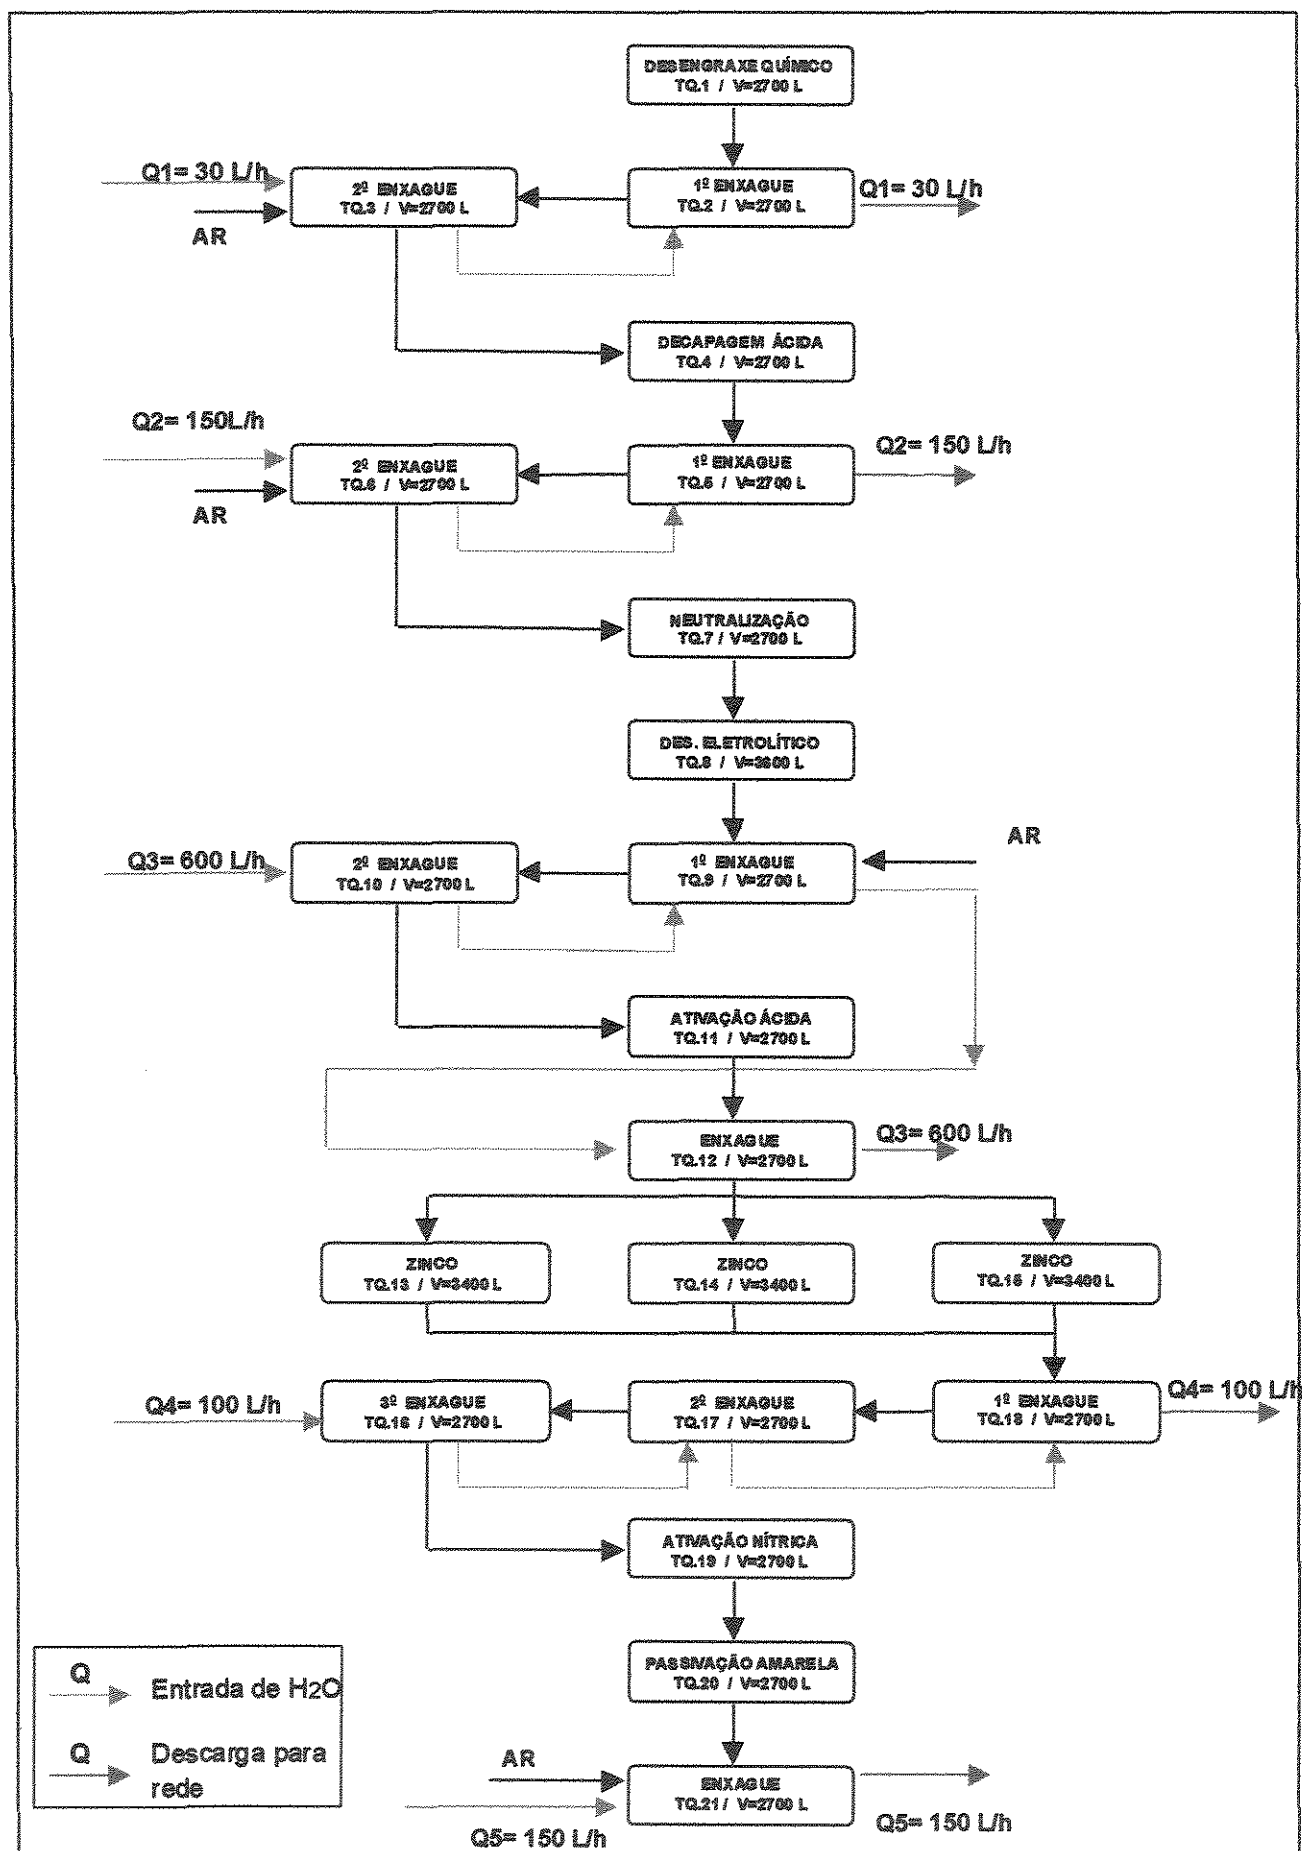 DESENGRAXE QUÍMICO
TQ.1 / V=2700 L
Q1= 30 L/h
2º ENXAGUE
TQ.3 / V=2700 L
1º ENXAGUE
TQ.2 / V=2700 L
Q1= 30 L/h
AR
DECAPAGEM ÁCIDA
TQ.4 / V=2700 L
Q2= 150L/h
2º ENXAGUE
TQ.6 / V=2700 L
1º ENXAGUE
TQ.5 / V=2700 L
Q2= 150 L/h
AR
NEUTRALIZAÇÃO
TQ.7 / V=2700 L
DES. ELETROLÍTICO
TQ.8 / V=3600 L
AR
Q3= 600 L/h
2º ENXAGUE
TQ.10 / V=2700 L
1º ENXAGUE
TQ.9 / V=2700 L
ATIVAÇÃO ÁCIDA
TQ.11 / V=2700 L
ENXAGUE
TQ.12 / V=2700 L
Q3= 600 L/h
ZINCO
TQ.13 / V=3400 L
ZINCO
TQ.14 / V=3400 L
ZINCO
TQ.15 / V=3400 L
Q4= 100 L/h
3º ENXAGUE
TQ.16 / V=2700 L
2º ENXAGUE
TQ.17 / V=2700 L
1º ENXAGUE
TQ.18 / V=2700 L
Q4= 100 L/h
ATIVAÇÃO NÍTRICA
TQ.19 / V=2700 L
PASSIVAÇÃO AMARELA
TQ.20 / V=2700 L
Q
Entrada de H2O
Q
Descarga para
rede
AR
ENXAGUE
TQ.21 / V=2700 L
Q5= 150 L/h
Q5= 150 L/h